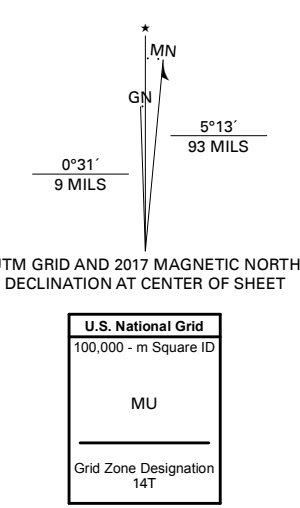 ★
MN
GN
5°13´
93 MILS
0°31´
9 MILS
UTM GRID AND 2017 MAGNETIC NORTH
DECLINATION AT CENTER OF SHEET
U.S. National Grid
100,000 - m Square ID
MU
Grid Zone Designation
14T